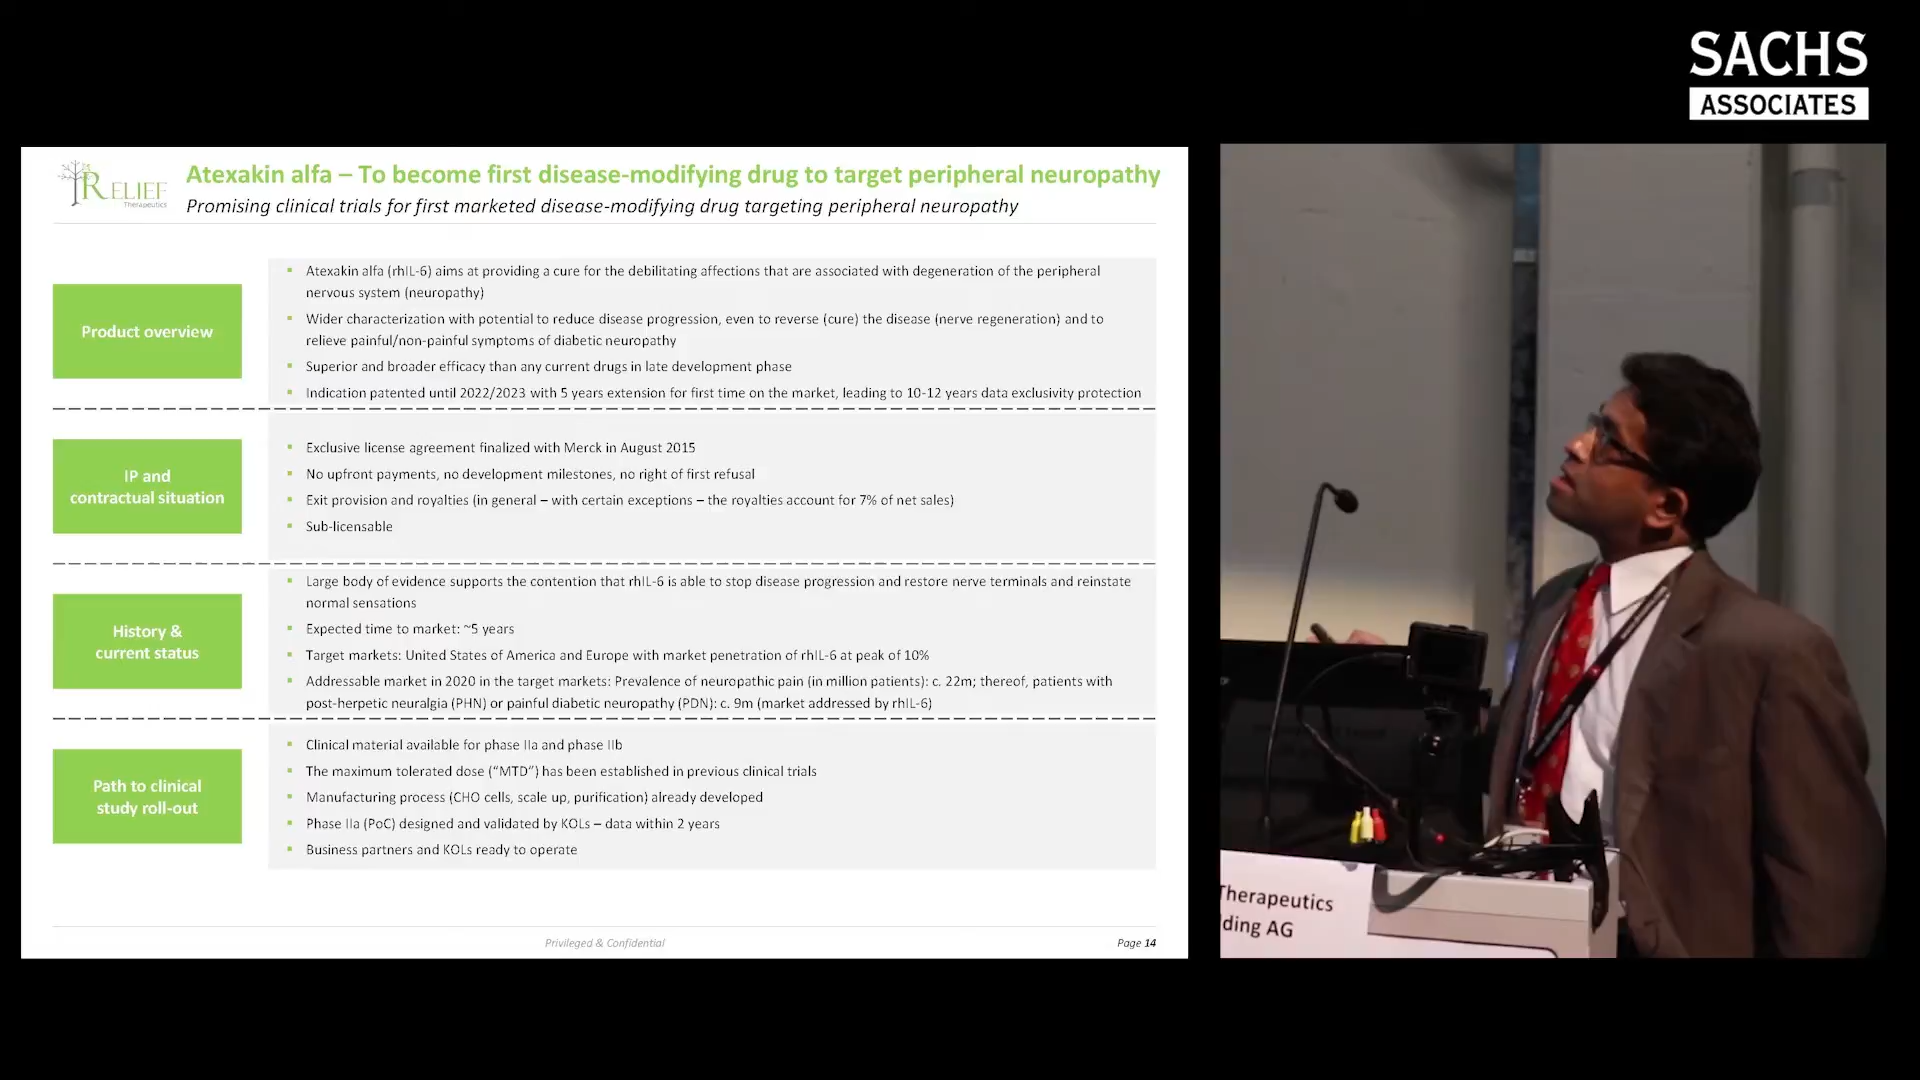 SACHS
ASSOCIATES
RELIEF
Therapeutics
Atexakin alfa – To become first disease-modifying drug to target peripheral neuropathy
Promising clinical trials for first marketed disease-modifying drug targeting peripheral neuropathy
Product overview
▪ Atexakin alfa (rhIL-6) aims at providing a cure for the debilitating affections that are associated with degeneration of the peripheral
nervous system (neuropathy)
▪ Wider characterization with potential to reduce disease progression, even to reverse (cure) the disease (nerve regeneration) and to
relieve painful/non-painful symptoms of diabetic neuropathy
▪ Superior and broader efficacy than any current drugs in late development phase
▪ Indication patented until 2022/2023 with 5 years extension for first time on the market, leading to 10-12 years data exclusivity protection
IP and
contractual situation
▪ Exclusive license agreement finalized with Merck in August 2015
▪ No upfront payments, no development milestones, no right of first refusal
▪ Exit provision and royalties (in general – with certain exceptions – the royalties account for 7% of net sales)
▪ Sub-licensable
History &
current status
▪ Large body of evidence supports the contention that rhIL-6 is able to stop disease progression and restore nerve terminals and reinstate
normal sensations
▪ Expected time to market: ~5 years
▪ Target markets: United States of America and Europe with market penetration of rhIL-6 at peak of 10%
▪ Addressable market in 2020 in the target markets: Prevalence of neuropathic pain (in million patients): c. 22m; thereof, patients with
post-herpetic neuralgia (PHN) or painful diabetic neuropathy (PDN): c. 9m (market addressed by rhIL-6)
Path to clinical
study roll-out
▪ Clinical material available for phase IIa and phase IIb
▪ The maximum tolerated dose (“MTD”) has been established in previous clinical trials
▪ Manufacturing process (CHO cells, scale up, purification) already developed
▪ Phase IIa (PoC) designed and validated by KOLs – data within 2 years
▪ Business partners and KOLs ready to operate
Privileged & Confidential
Page 14
Therapeutics
ding AG